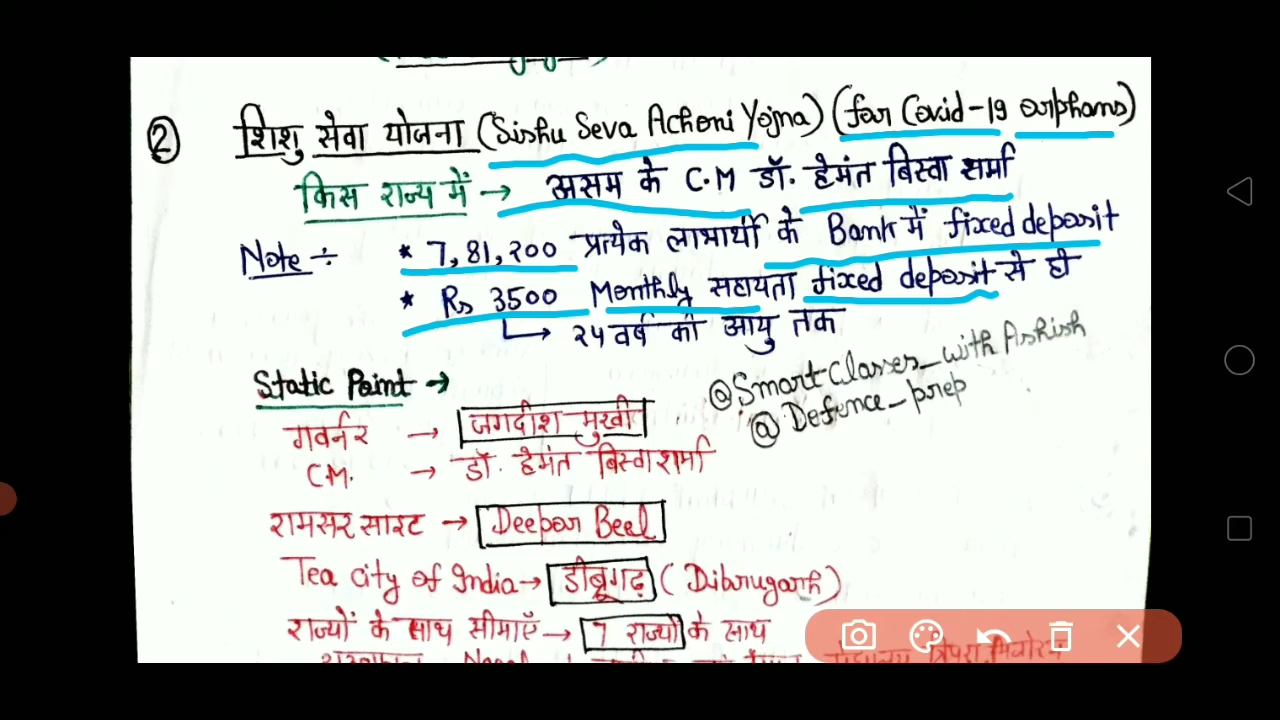 ② शिशु सेवा योजना (Sishu Seva Achoni Yojna) (for Covid-19 orphans)
किस राज्य में → असम के C.M डॉ. हेमंत बिस्वा शर्मा
Note ÷ * 7,81,200 प्रत्येक लाभार्थी के Bank में fixed deposit
* Rs 3500 Monthly सहायता fixed deposit से ही
↳ 24 वर्ष की आयु तक
@Smart Classes_with Ashish
@ Defence_prep
Static Point →
गवर्नर → जगदीश मुखी
C.M. → डॉ. हेमंत बिस्वा शर्मा
रामसर साइट → Deepor Beel
Tea city of India → डीब्रूगढ़ (Dibrugarh)
राज्यों के साथ सीमाएँ → 7 राज्यों के साथ